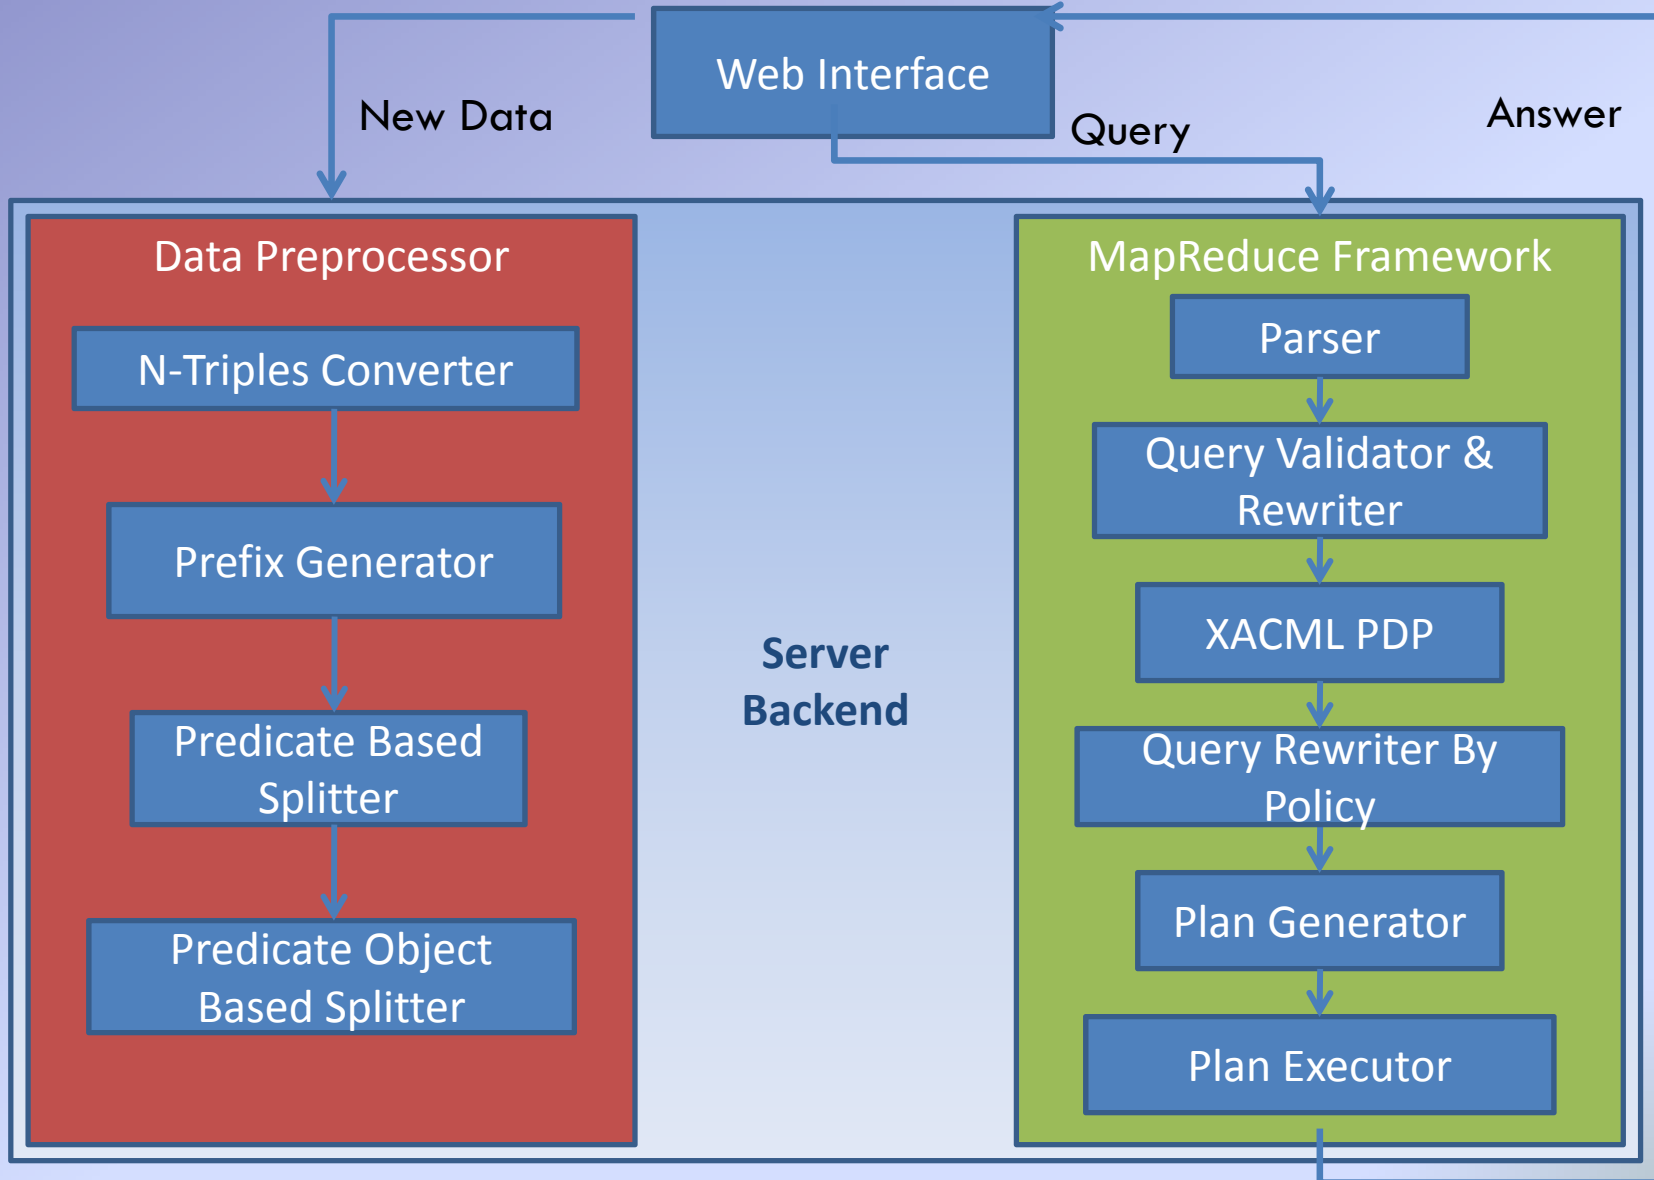 Web Interface
New Data
Query
Answer
Data Preprocessor
N-Triples Converter
Prefix Generator
Predicate Based
Splitter
Predicate Object
Based Splitter
Server
Backend
MapReduce Framework
Parser
Query Validator &
Rewriter
XACML PDP
Query Rewriter By
Policy
Plan Generator
Plan Executor